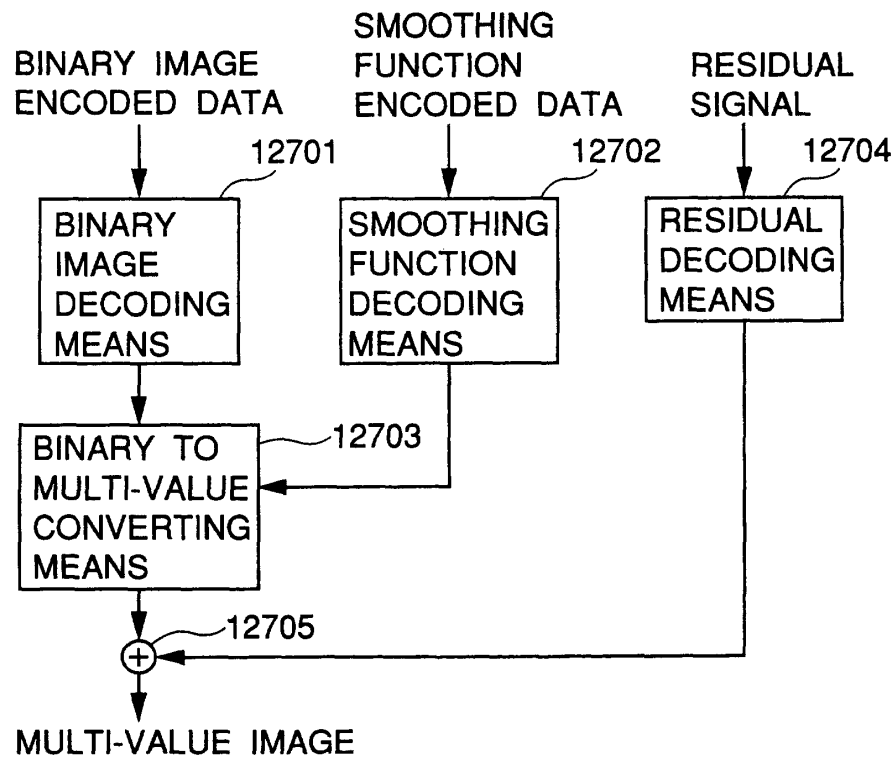 BINARY IMAGE
ENCODED DATA
SMOOTHING
FUNCTION
ENCODED DATA
RESIDUAL
SIGNAL
12701
12702
12704
BINARY
IMAGE
DECODING
MEANS
SMOOTHING
FUNCTION
DECODING
MEANS
RESIDUAL
DECODING
MEANS
12703
BINARY TO
MULTI-VALUE
CONVERTING
MEANS
12705
+
MULTI-VALUE IMAGE